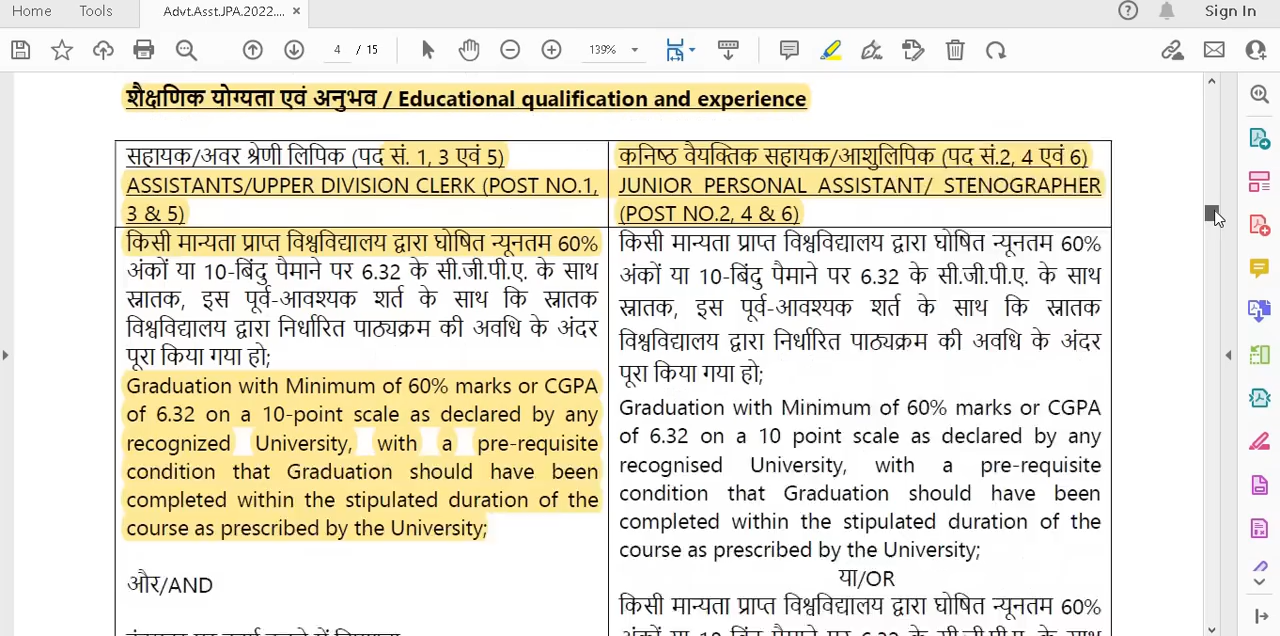 Home
Tools
Advt.Asst.JPA.2022....
Sign In
4 / 15
139%
शैक्षणिक योग्यता एवं अनुभव / Educational qualification and experience
सहायक/अवर श्रेणी लिपिक (पद सं. 1, 3 एवं 5)
ASSISTANTS/UPPER DIVISION CLERK (POST NO.1,
3 & 5)
किसी मान्यता प्राप्त विश्वविद्यालय द्वारा घोषित न्यूनतम 60%
अंकों या 10-बिंदु पैमाने पर 6.32 के सी.जी.पी.ए. के साथ
स्नातक, इस पूर्व-आवश्यक शर्त के साथ कि स्नातक
विश्वविद्यालय द्वारा निर्धारित पाठ्यक्रम की अवधि के अंदर
पूरा किया गया हो;
Graduation with Minimum of 60% marks or CGPA
of 6.32 on a 10-point scale as declared by any
recognized University, with a pre-requisite
condition that Graduation should have been
completed within the stipulated duration of the
course as prescribed by the University;
और/AND
कनिष्ठ वैयक्तिक सहायक/आशुलिपिक (पद सं.2, 4 एवं 6)
JUNIOR PERSONAL ASSISTANT/ STENOGRAPHER
(POST NO.2, 4 & 6)
किसी मान्यता प्राप्त विश्वविद्यालय द्वारा घोषित न्यूनतम 60%
अंकों या 10-बिंदु पैमाने पर 6.32 के सी.जी.पी.ए. के साथ
स्नातक, इस पूर्व-आवश्यक शर्त के साथ कि स्नातक
विश्वविद्यालय द्वारा निर्धारित पाठ्यक्रम की अवधि के अंदर
पूरा किया गया हो;
Graduation with Minimum of 60% marks or CGPA
of 6.32 on a 10 point scale as declared by any
recognised University, with a pre-requisite
condition that Graduation should have been
completed within the stipulated duration of the
course as prescribed by the University;
या/OR
किसी मान्यता प्राप्त विश्वविद्यालय द्वारा घोषित न्यूनतम 60%